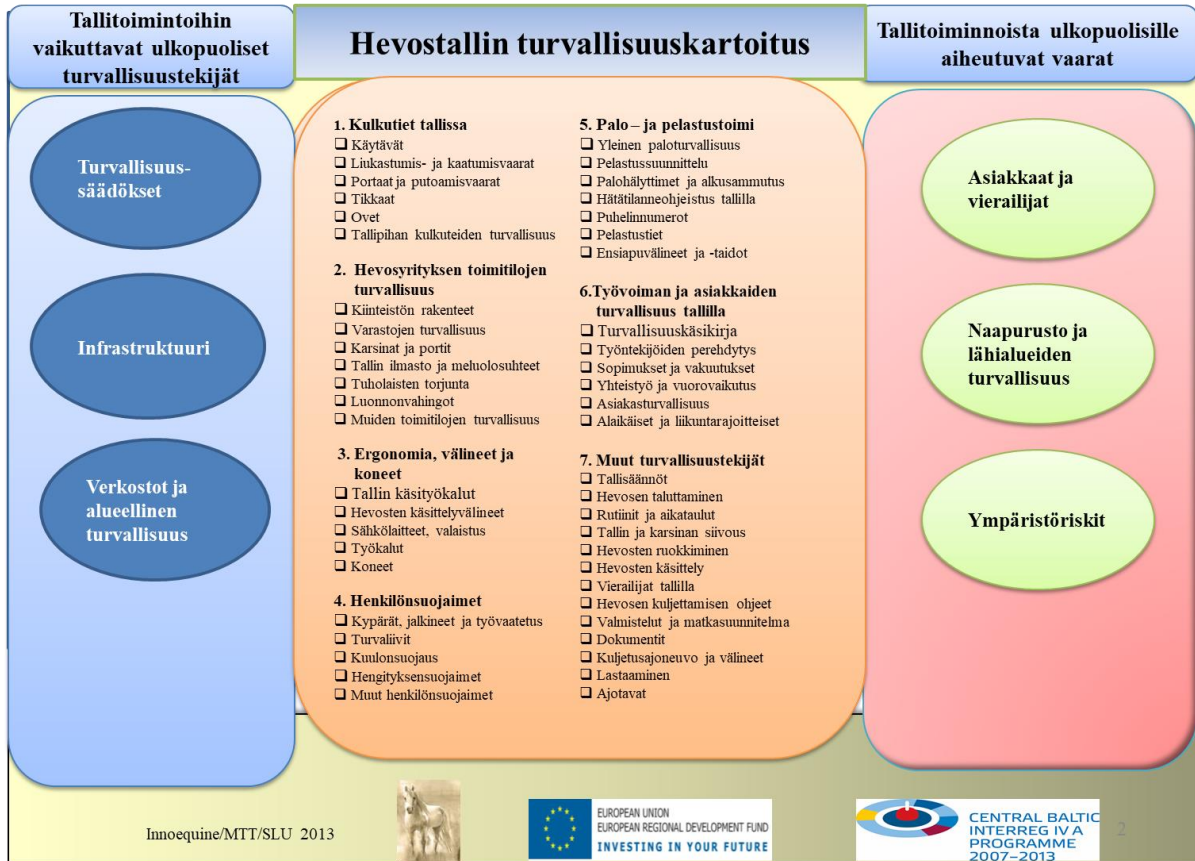 Tallitoimintoihin
vaikuttavat ulkopuoliset
turvallisuustekijät
Hevostallin turvallisuuskartoitus
Tallitoiminnoista ulkopuolisille
aiheutuvat vaarat
Turvallisuus-
säädökset
Infrastruktuuri
Verkostot ja
alueellinen
turvallisuus
1. Kulkutiet tallissa
❑ Käytävät
❑ Liukastumis- ja kaatumisvaarat
❑ Portaat ja putoamisvaarat
❑ Tikkaat
❑ Ovet
❑ Tallipihan kulkuteiden turvallisuus
2. Hevosyrityksen toimitilojen
turvallisuus
❑ Kiinteistön rakenteet
❑ Varastojen turvallisuus
❑ Karsinat ja portit
❑ Tallin ilmasto ja meluolosuhteet
❑ Tuholaisten torjunta
❑ Luonnonvahingot
❑ Muiden toimitilojen turvallisuus
3. Ergonomia, välineet ja
koneet
❑ Tallin käsityökalut
❑ Hevosten käsittelyvälineet
❑ Sähkölaitteet, valaistus
❑ Työkalut
❑ Koneet
4. Henkilönsuojaimet
❑ Kypärät, jalkineet ja työvaatetus
❑ Turvaliivit
❑ Kuulonsuojaus
❑ Hengityksensuojaimet
❑ Muut henkilönsuojaimet
5. Palo – ja pelastustoimi
❑ Yleinen paloturvallisuus
❑ Pelastussuunnittelu
❑ Palohälyttimet ja alkusammutus
❑ Hätätilanneohjeistus tallilla
❑ Puhelinnumerot
❑ Pelastustiet
❑ Ensiapuvälineet ja -taidot
6.Työvoiman ja asiakkaiden
turvallisuus tallilla
❑ Turvallisuuskäsikirja
❑ Työntekijöiden perehdytys
❑ Sopimukset ja vakuutukset
❑ Yhteistyö ja vuorovaikutus
❑ Asiakasturvallisuus
❑ Alaikäiset ja liikuntarajoitteiset
7. Muut turvallisuustekijät
❑ Tallisäännöt
❑ Hevosen taluttaminen
❑ Rutiinit ja aikataulut
❑ Tallin ja karsinan siivous
❑ Hevosten ruokkiminen
❑ Hevosten käsittely
❑ Vierailijat tallilla
❑ Hevosen kuljettamisen ohjeet
❑ Valmistelut ja matkasuunnitelma
❑ Dokumentit
❑ Kuljetusajoneuvo ja välineet
❑ Lastaaminen
❑ Ajotavat
Asiakkaat ja
vierailijat
Naapurusto ja
lähialueiden
turvallisuus
Ympäristöriskit
Innoequine/MTT/SLU 2013
EUROPEAN UNION
EUROPEAN REGIONAL DEVELOPMENT FUND
INVESTING IN YOUR FUTURE
CENTRAL BALTIC
INTERREG IV A
PROGRAMME
2007–2013
2